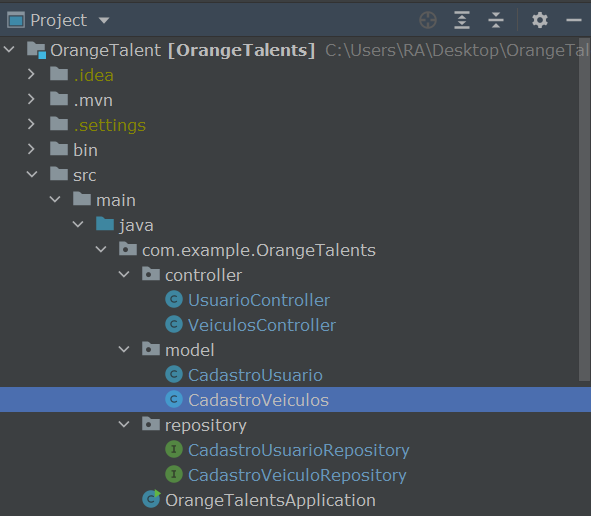 Project
OrangeTalent [OrangeTalents] C:\Users\RA\Desktop\OrangeTal
.idea
.mvn
.settings
bin
src
main
java
com.example.OrangeTalents
controller
UsuarioController
VeiculosController
model
CadastroUsuario
CadastroVeiculos
repository
CadastroUsuarioRepository
CadastroVeiculoRepository
OrangeTalentsApplication